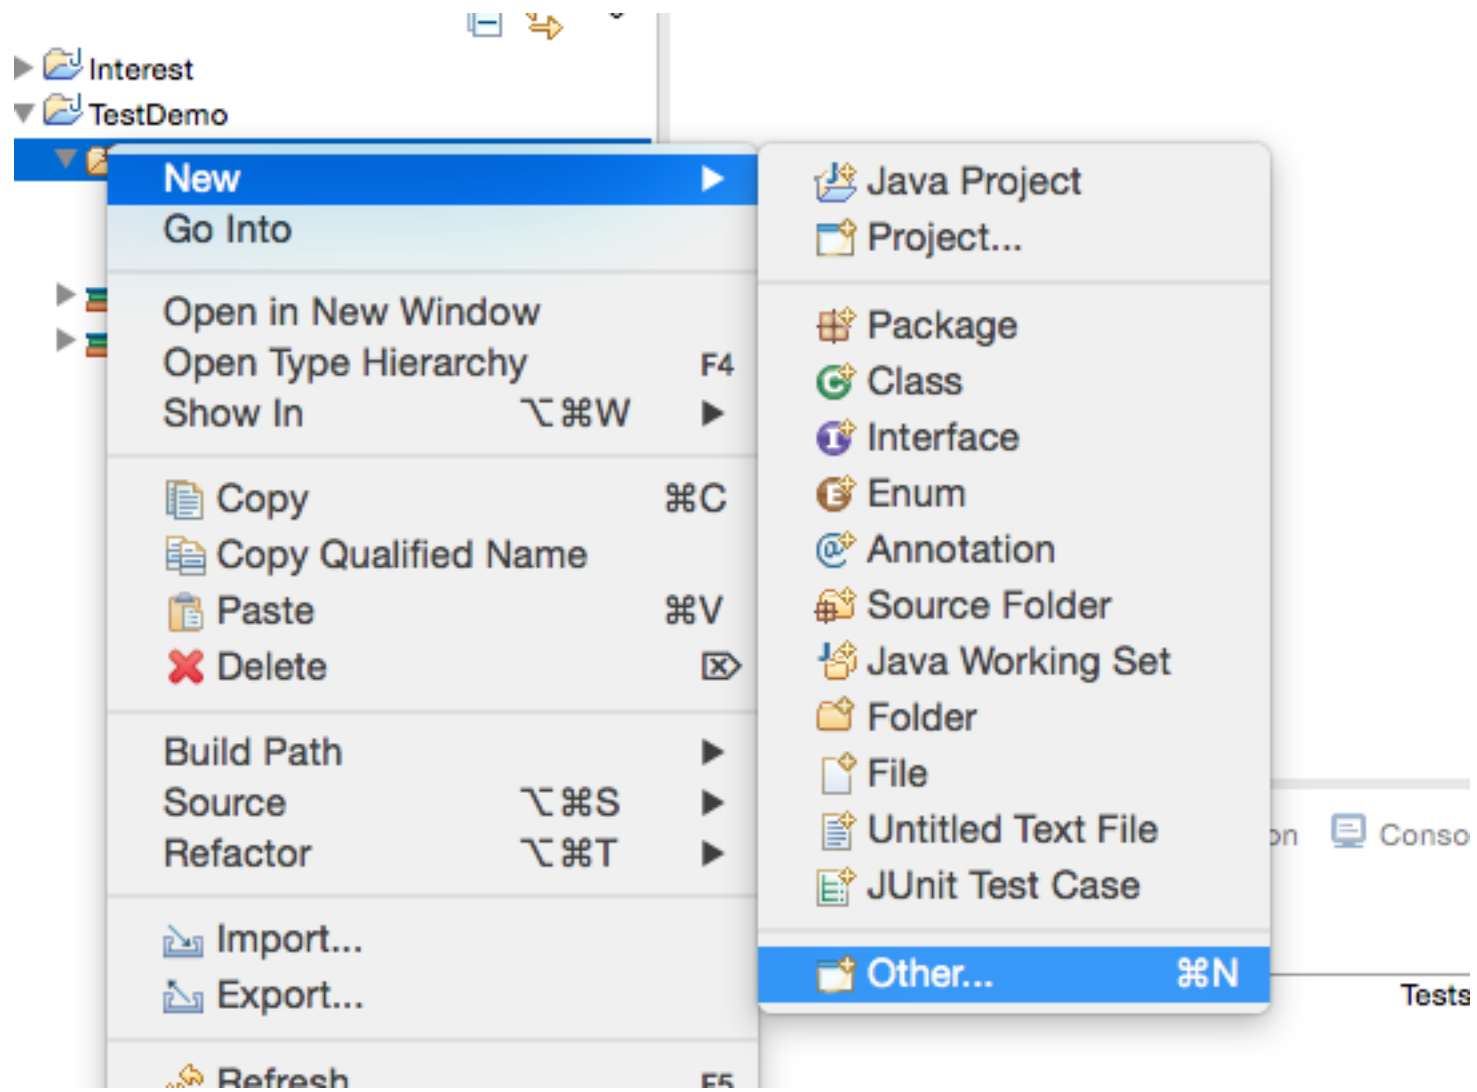 Interest
TestDemo
New
Go Into
Open in New Window
Open Type Hierarchy F4
Show In ⌥⌘W
Copy ⌘C
Copy Qualified Name
Paste ⌘V
Delete ⌦
Build Path
Source ⌥⌘S
Refactor ⌥⌘T
Import...
Export...
Refresh F5
Java Project
Project...
Package
Class
Interface
Enum
Annotation
Source Folder
Java Working Set
Folder
File
Untitled Text File
JUnit Test Case
Other... ⌘N
on Conso
Tests